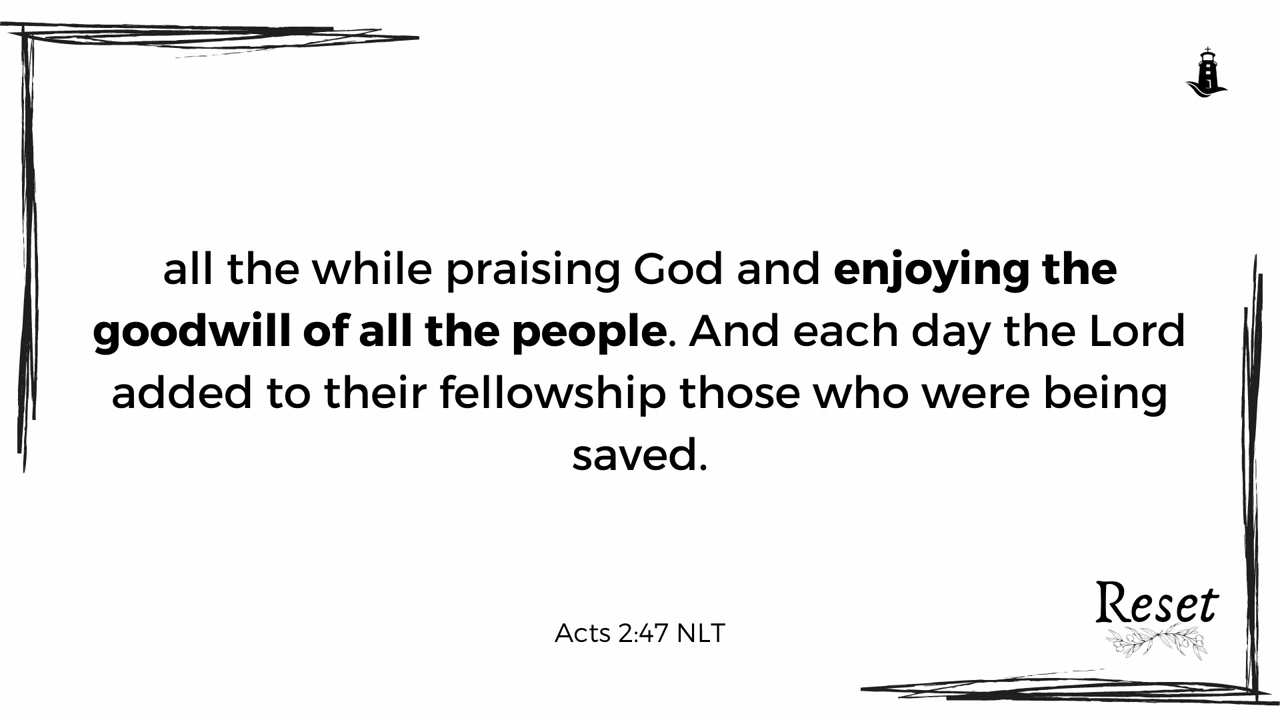 all the while praising God and enjoying the
goodwill of all the people. And each day the Lord
added to their fellowship those who were being
saved.
Acts 2:47 NLT
Reset